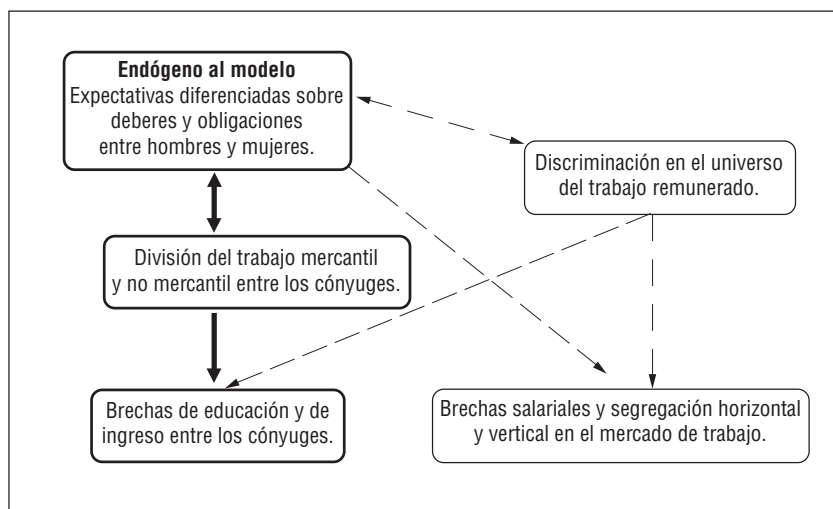 Endógeno al modelo
Expectativas diferenciadas sobre
deberes y obligaciones
entre hombres y mujeres.
Discriminación en el universo
del trabajo remunerado.
División del trabajo mercantil
y no mercantil entre los cónyuges.
Brechas de educación y de
ingreso entre los cónyuges.
Brechas salariales y segregación horizontal
y vertical en el mercado de trabajo.